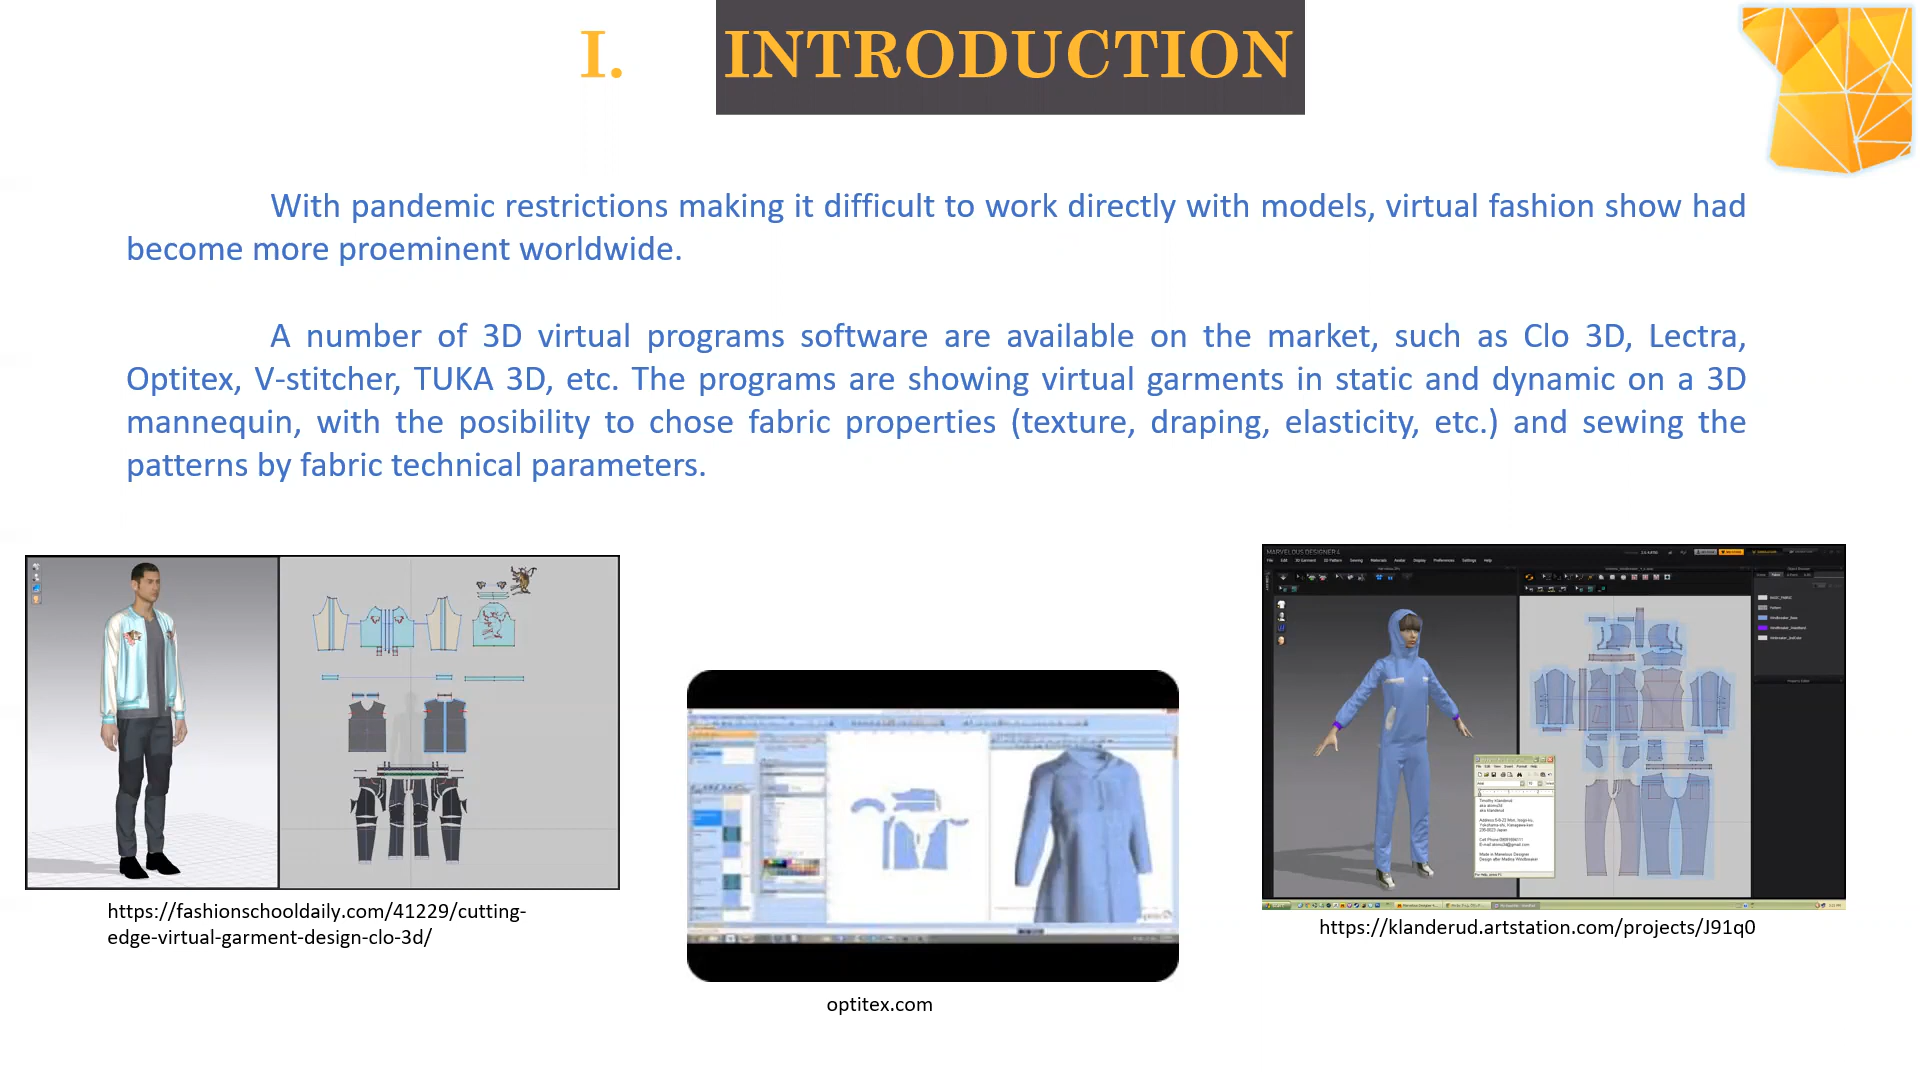 I. INTRODUCTION
With pandemic restrictions making it difficult to work directly with models, virtual fashion show had
become more proeminent worldwide.
A number of 3D virtual programs software are available on the market, such as Clo 3D, Lectra,
Optitex, V-stitcher, TUKA 3D, etc. The programs are showing virtual garments in static and dynamic on a 3D
mannequin, with the posibility to chose fabric properties (texture, draping, elasticity, etc.) and sewing the
patterns by fabric technical parameters.
MARVELOUS DESIGNER
https://fashionschooldaily.com/41229/cutting-
edge-virtual-garment-design-clo-3d/
optitex.com
https://klanderud.artstation.com/projects/J91q0